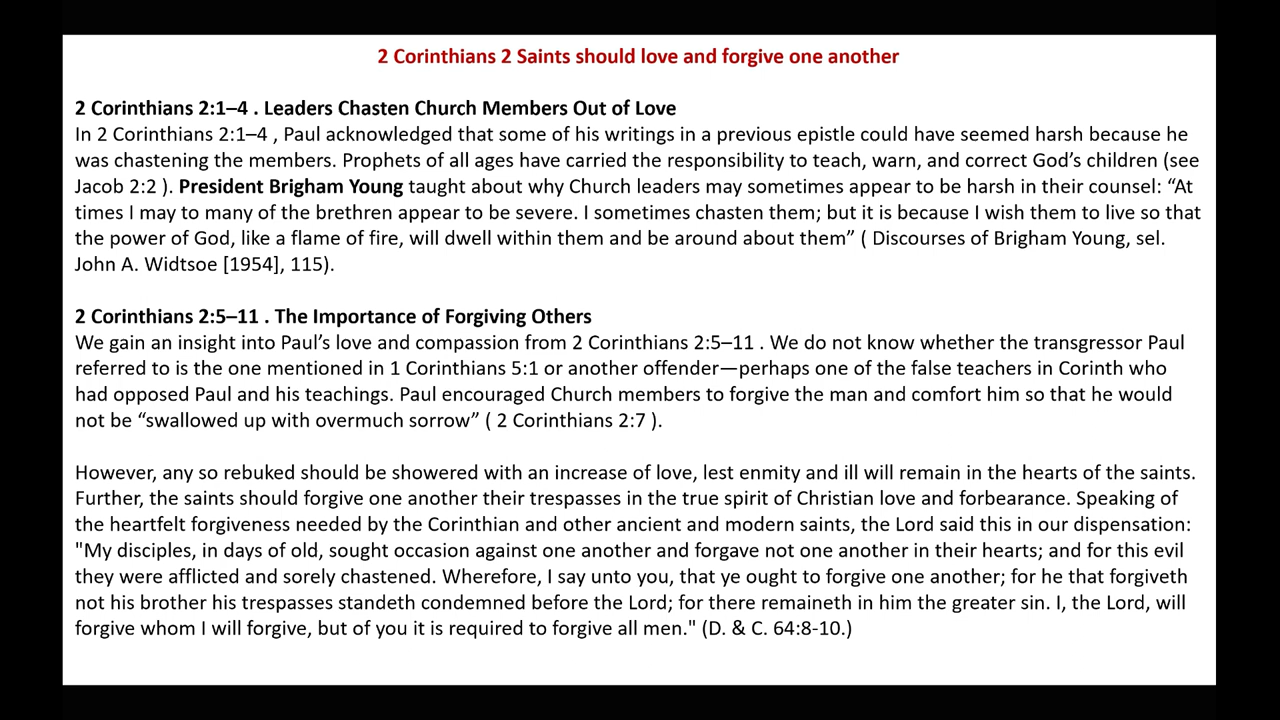 2 Corinthians 2 Saints should love and forgive one another
2 Corinthians 2:1–4 . Leaders Chasten Church Members Out of Love
In 2 Corinthians 2:1–4 , Paul acknowledged that some of his writings in a previous epistle could have seemed harsh because he
was chastening the members. Prophets of all ages have carried the responsibility to teach, warn, and correct God’s children (see
Jacob 2:2 ). President Brigham Young taught about why Church leaders may sometimes appear to be harsh in their counsel: “At
times I may to many of the brethren appear to be severe. I sometimes chasten them; but it is because I wish them to live so that
the power of God, like a flame of fire, will dwell within them and be around about them” ( Discourses of Brigham Young, sel.
John A. Widtsoe [1954], 115).
2 Corinthians 2:5–11 . The Importance of Forgiving Others
We gain an insight into Paul’s love and compassion from 2 Corinthians 2:5–11 . We do not know whether the transgressor Paul
referred to is the one mentioned in 1 Corinthians 5:1 or another offender—perhaps one of the false teachers in Corinth who
had opposed Paul and his teachings. Paul encouraged Church members to forgive the man and comfort him so that he would
not be “swallowed up with overmuch sorrow” ( 2 Corinthians 2:7 ).
However, any so rebuked should be showered with an increase of love, lest enmity and ill will remain in the hearts of the saints.
Further, the saints should forgive one another their trespasses in the true spirit of Christian love and forbearance. Speaking of
the heartfelt forgiveness needed by the Corinthian and other ancient and modern saints, the Lord said this in our dispensation:
"My disciples, in days of old, sought occasion against one another and forgave not one another in their hearts; and for this evil
they were afflicted and sorely chastened. Wherefore, I say unto you, that ye ought to forgive one another; for he that forgiveth
not his brother his trespasses standeth condemned before the Lord; for there remaineth in him the greater sin. I, the Lord, will
forgive whom I will forgive, but of you it is required to forgive all men." (D. & C. 64:8-10.)